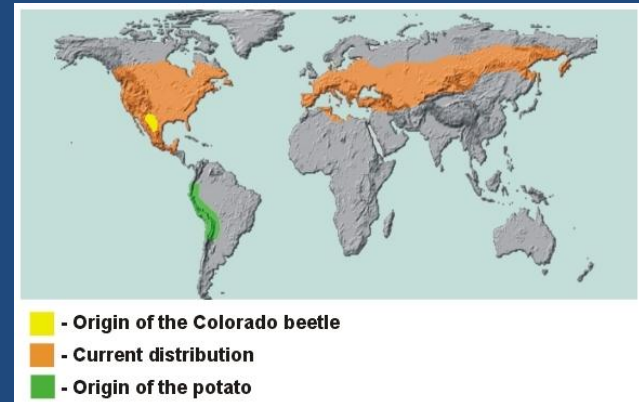 - Origin of the Colorado beetle
- Current distribution
- Origin of the potato